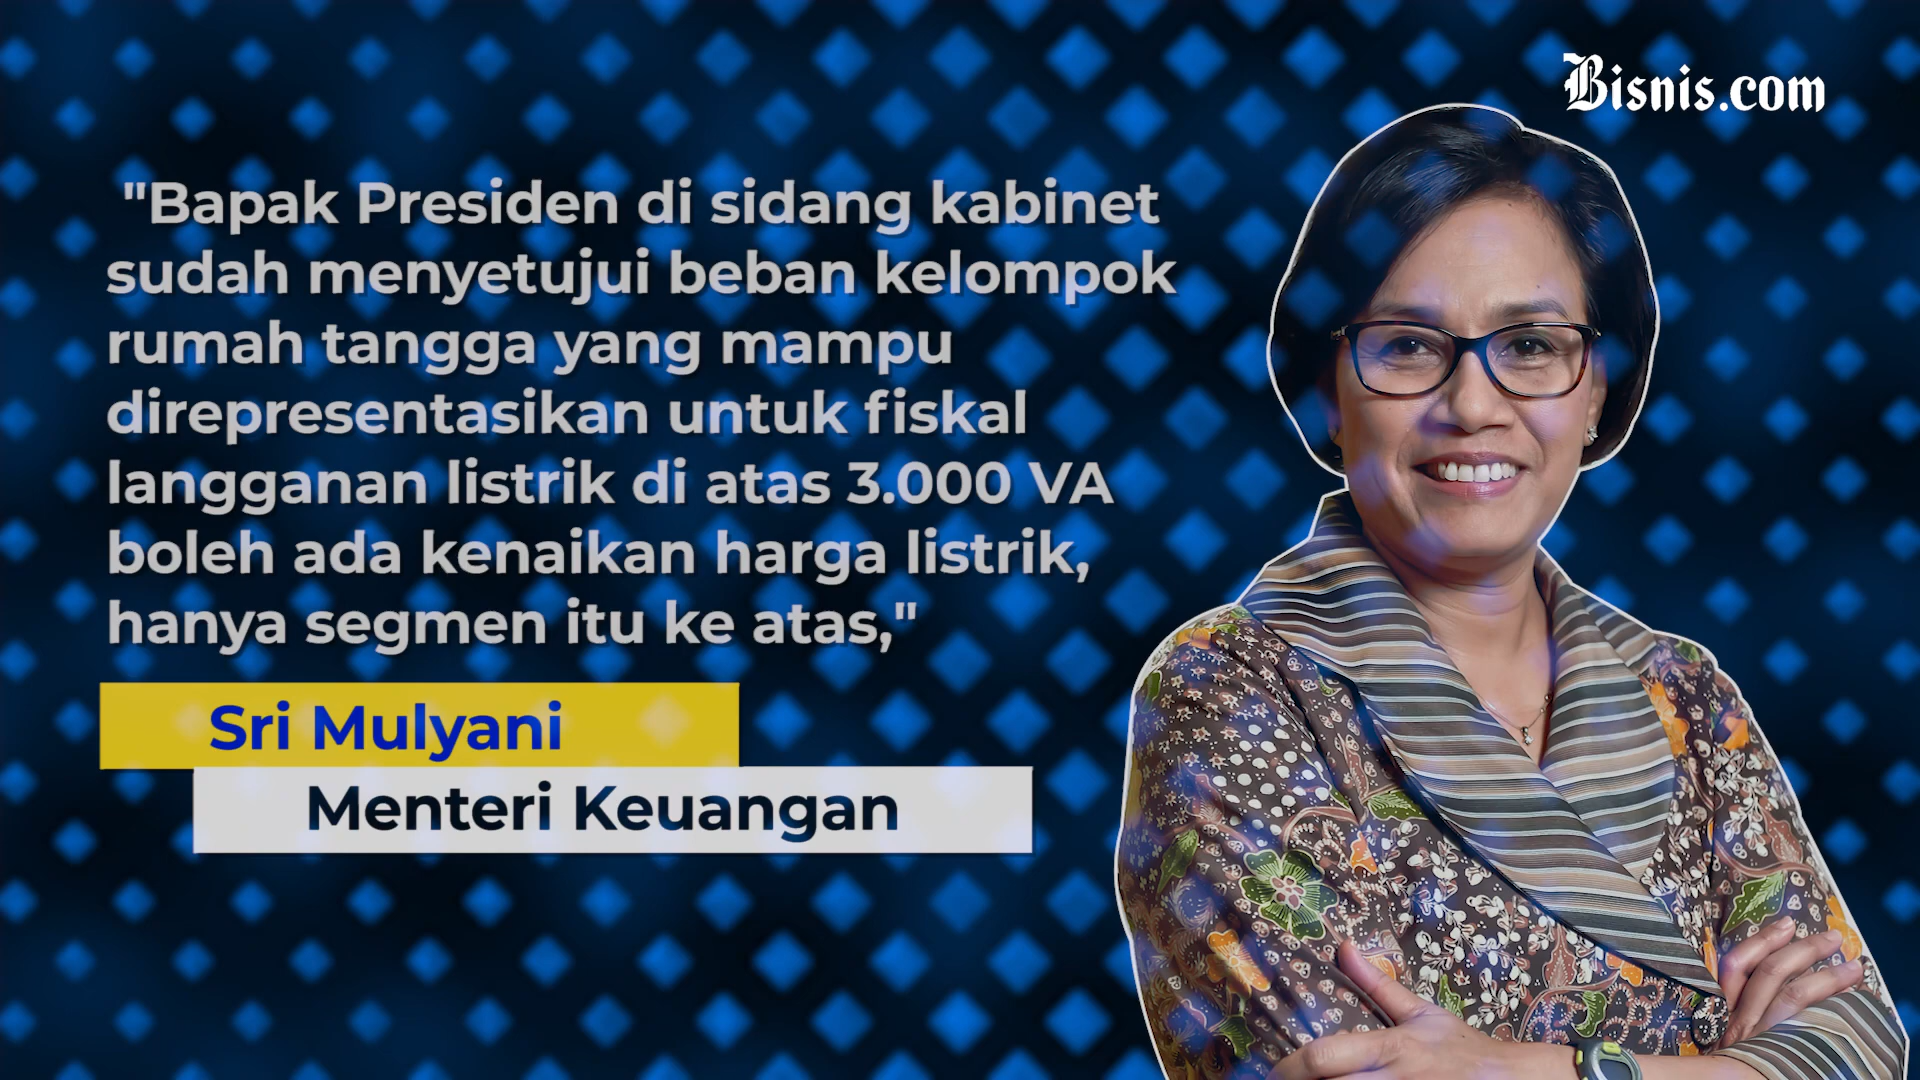 Bisnis.com
"Bapak Presiden di sidang kabinet
sudah menyetujui beban kelompok
rumah tangga yang mampu
direpresentasikan untuk fiskal
langganan listrik di atas 3.000 VA
boleh ada kenaikan harga listrik,
hanya segmen itu ke atas,"
Sri Mulyani
Menteri Keuangan